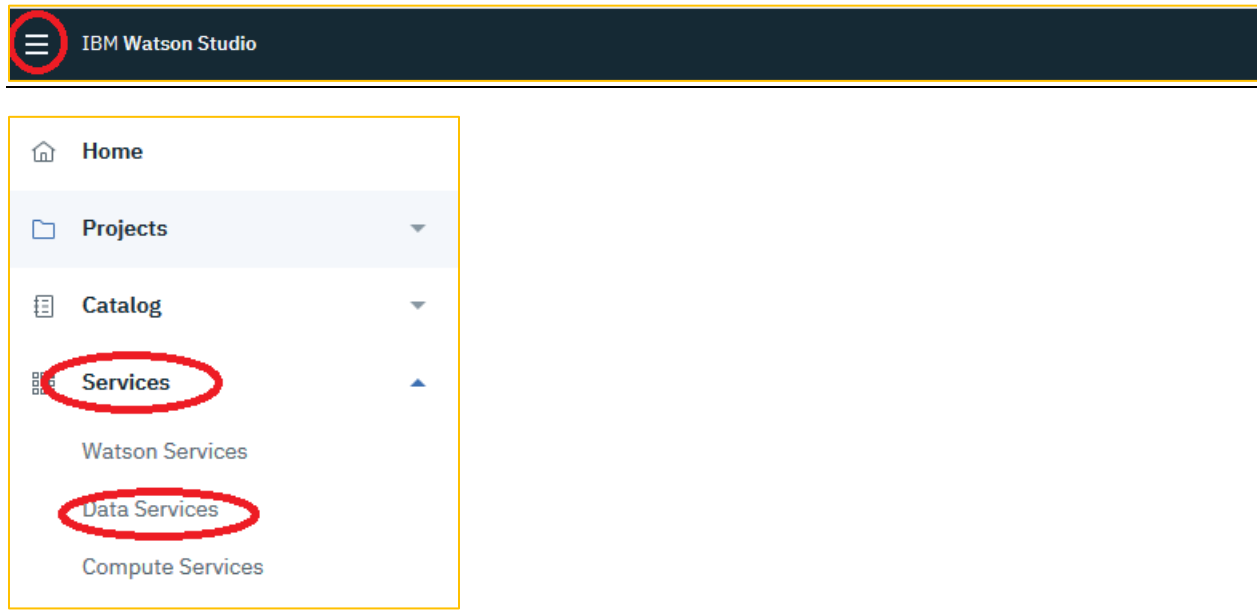 IBM Watson Studio
Home
Projects
Catalog
Services
Watson Services
Data Services
Compute Services